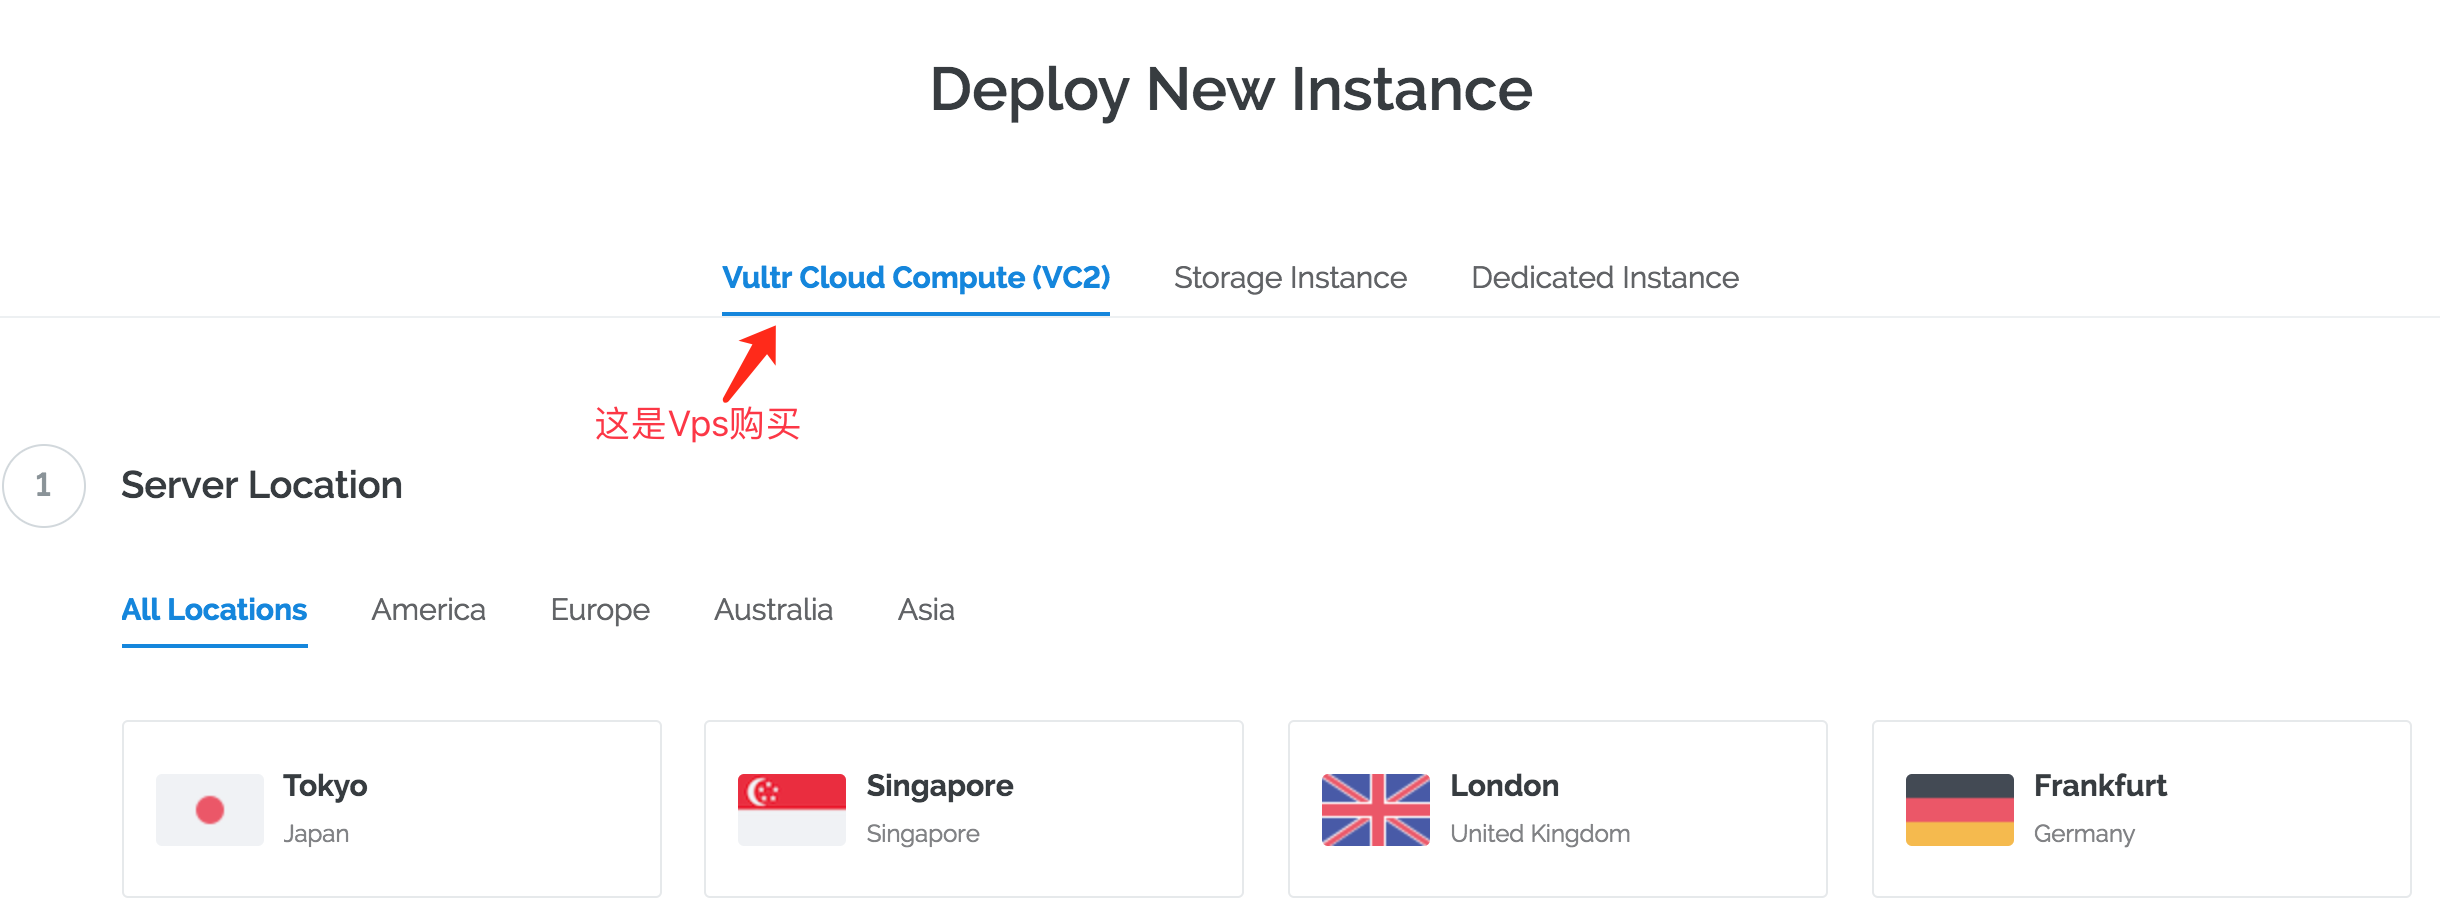 Deploy New Instance
Vultr Cloud Compute (VC2) Storage Instance Dedicated Instance
这是Vps购买
1 Server Location
All Locations America Europe Australia Asia
Tokyo
Japan
Singapore
Singapore
London
United Kingdom
Frankfurt
Germany